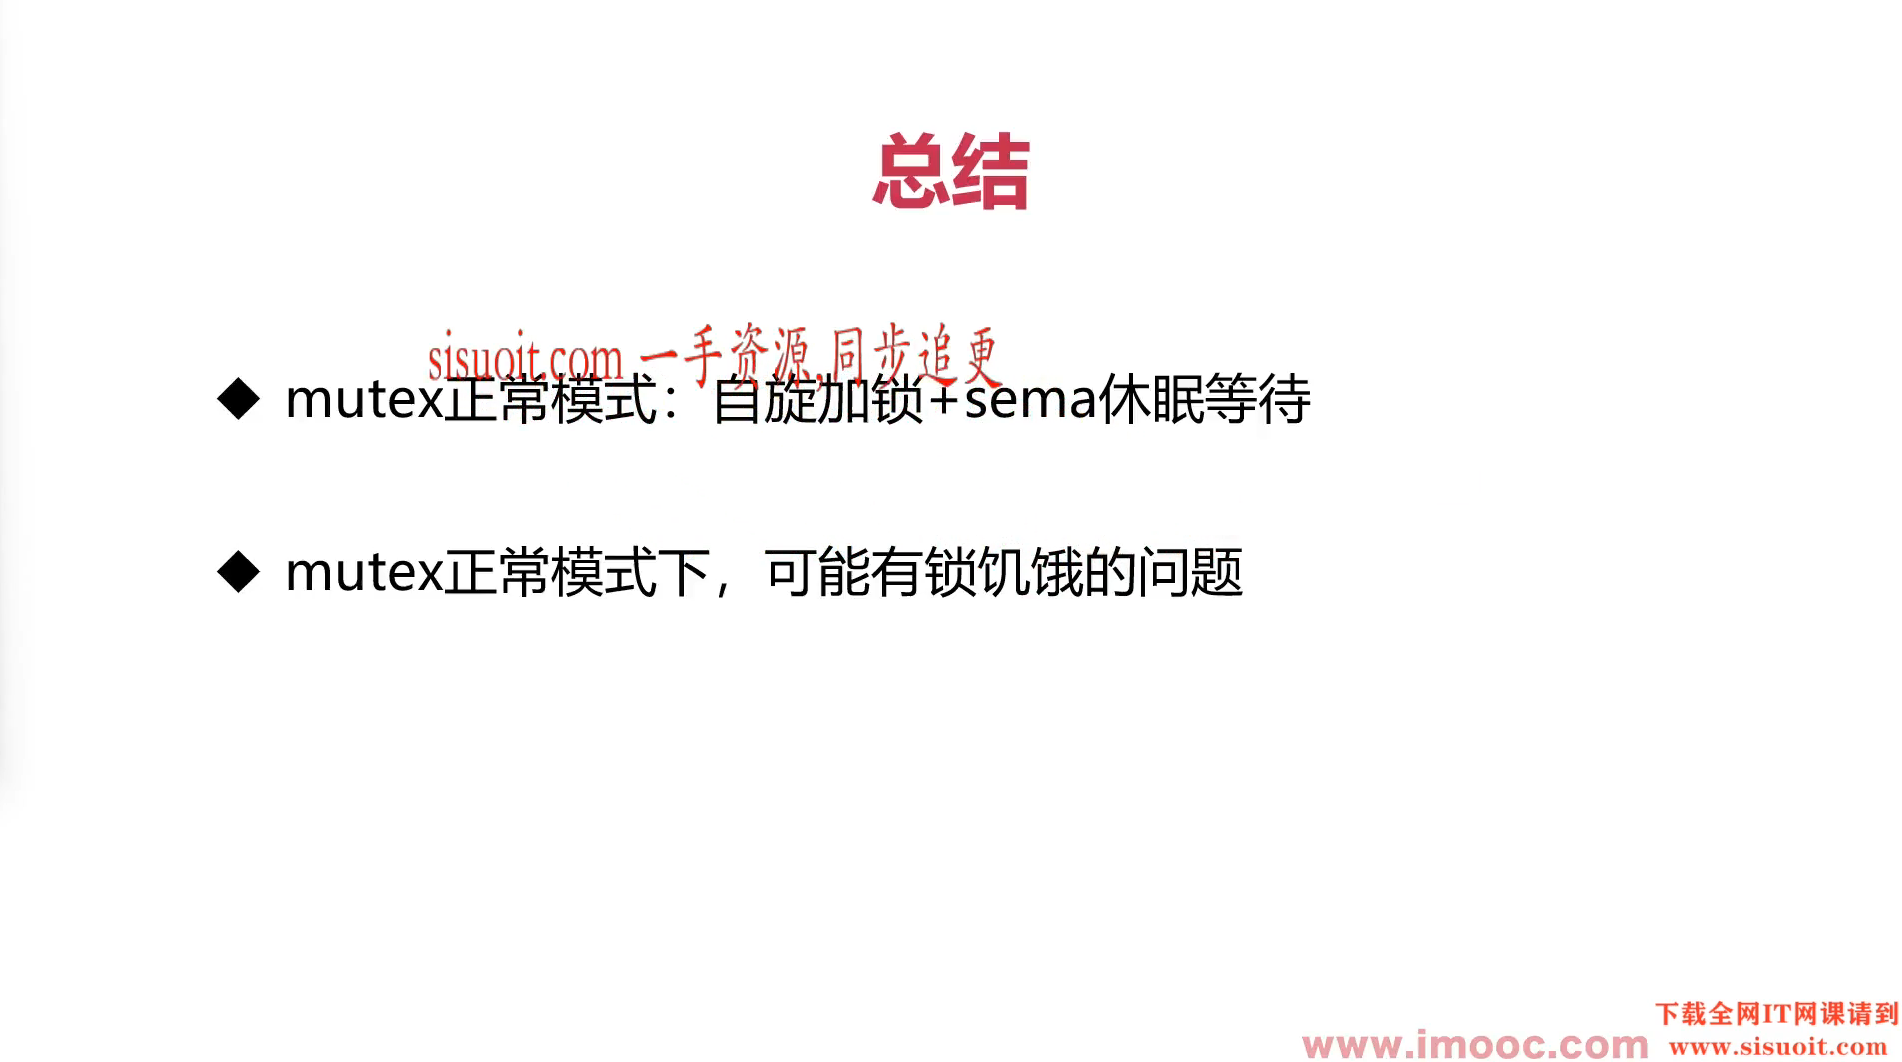 总结
sisuoit.com 一手资源,同步追更
◆ mutex正常模式：自旋加锁+sema休眠等待
◆ mutex正常模式下，可能有锁饥饿的问题
下载全网IT网课请到
www.imooc.com
www.sisuoit.com